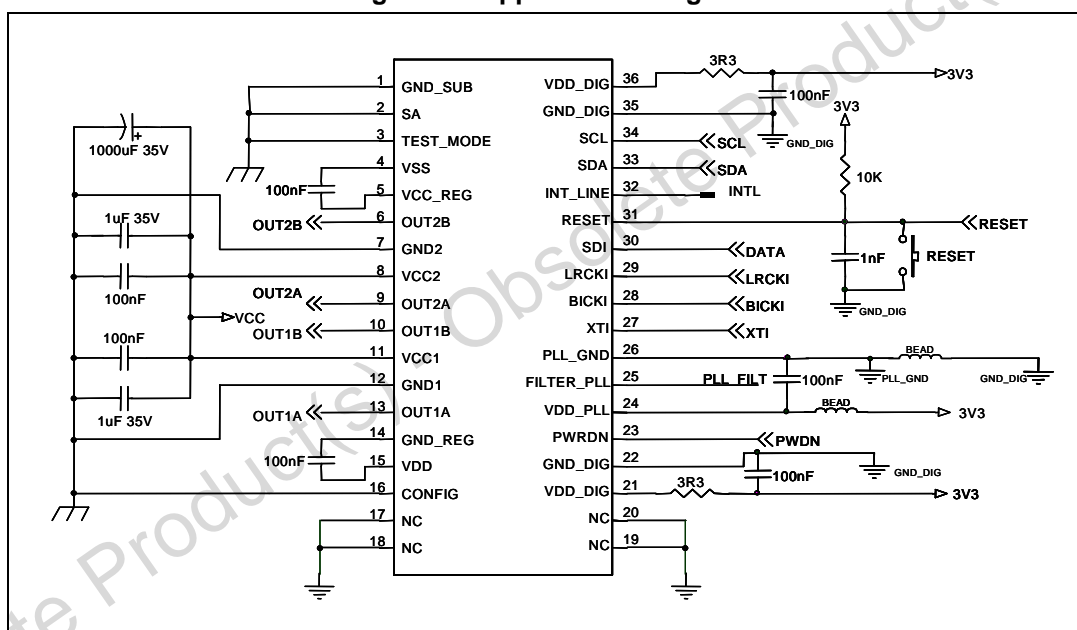 1 GND_SUB
2 SA
3 TEST_MODE
4 VSS
5 VCC_REG
6 OUT2B
7 GND2
8 VCC2
9 OUT2A
10 OUT1B
11 VCC1
12 GND1
13 OUT1A
14 GND_REG
15 VDD
16 CONFIG
17 NC
18 NC
VDD_DIG 36
GND_DIG 35
SCL 34
SDA 33
INT_LINE 32
RESET 31
SDI 30
LRCKI 29
BICKI 28
XTI 27
PLL_GND 26
FILTER_PLL 25
VDD_PLL 24
PWRDN 23
GND_DIG 22
VDD_DIG 21
NC 20
NC 19
+
1000uF 35V
100nF
1uF 35V
OUT2B
100nF
OUT2A
VCC
OUT1B
100nF
1uF 35V
OUT1A
100nF
3R3
3V3
100nF
GND_DIG
3V3
SCL
SDA
INTL
10K
RESET
1nF
RESET
GND_DIG
DATA
LRCKI
BICKI
XTI
BEAD
PLL_FILT
100nF
PLL_GND
GND_DIG
BEAD
3V3
PWDN
100nF
GND_DIG
3R3
3V3
te Product(s) - Obsolete Product(